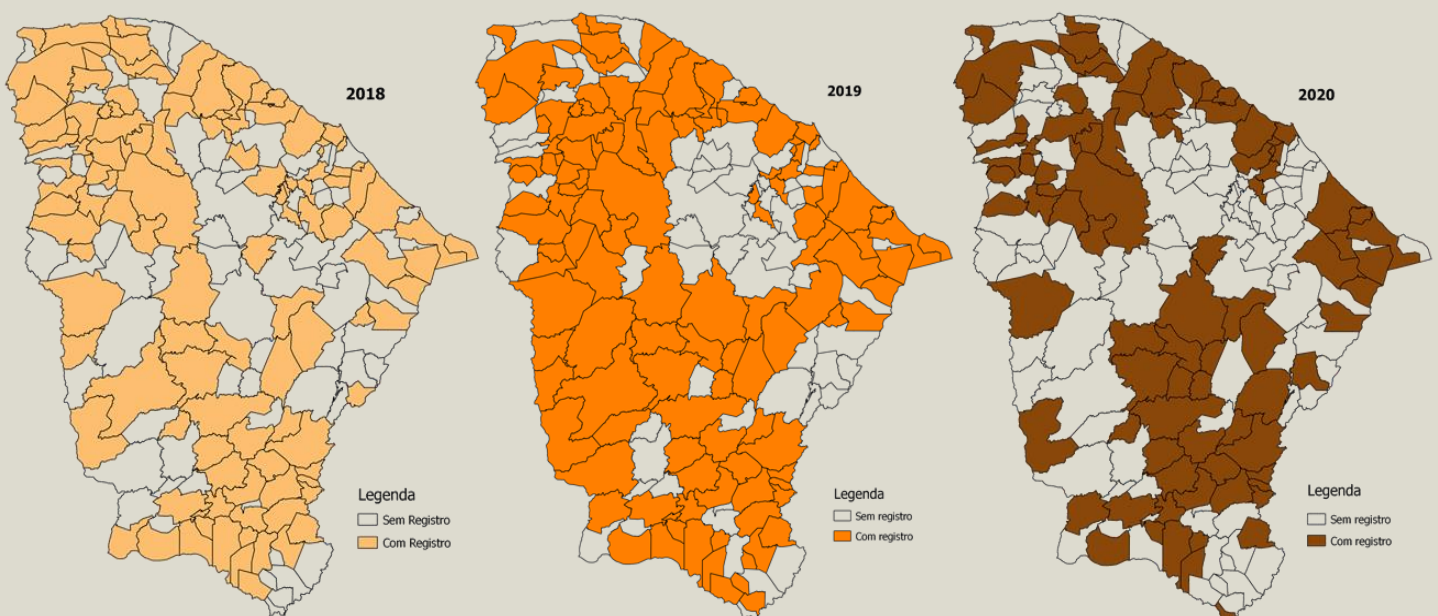 2018
Legenda
Sem Registro
Com Registro
2019
Legenda
Sem registro
Com registro
2020
Legenda
Sem registro
Com registro